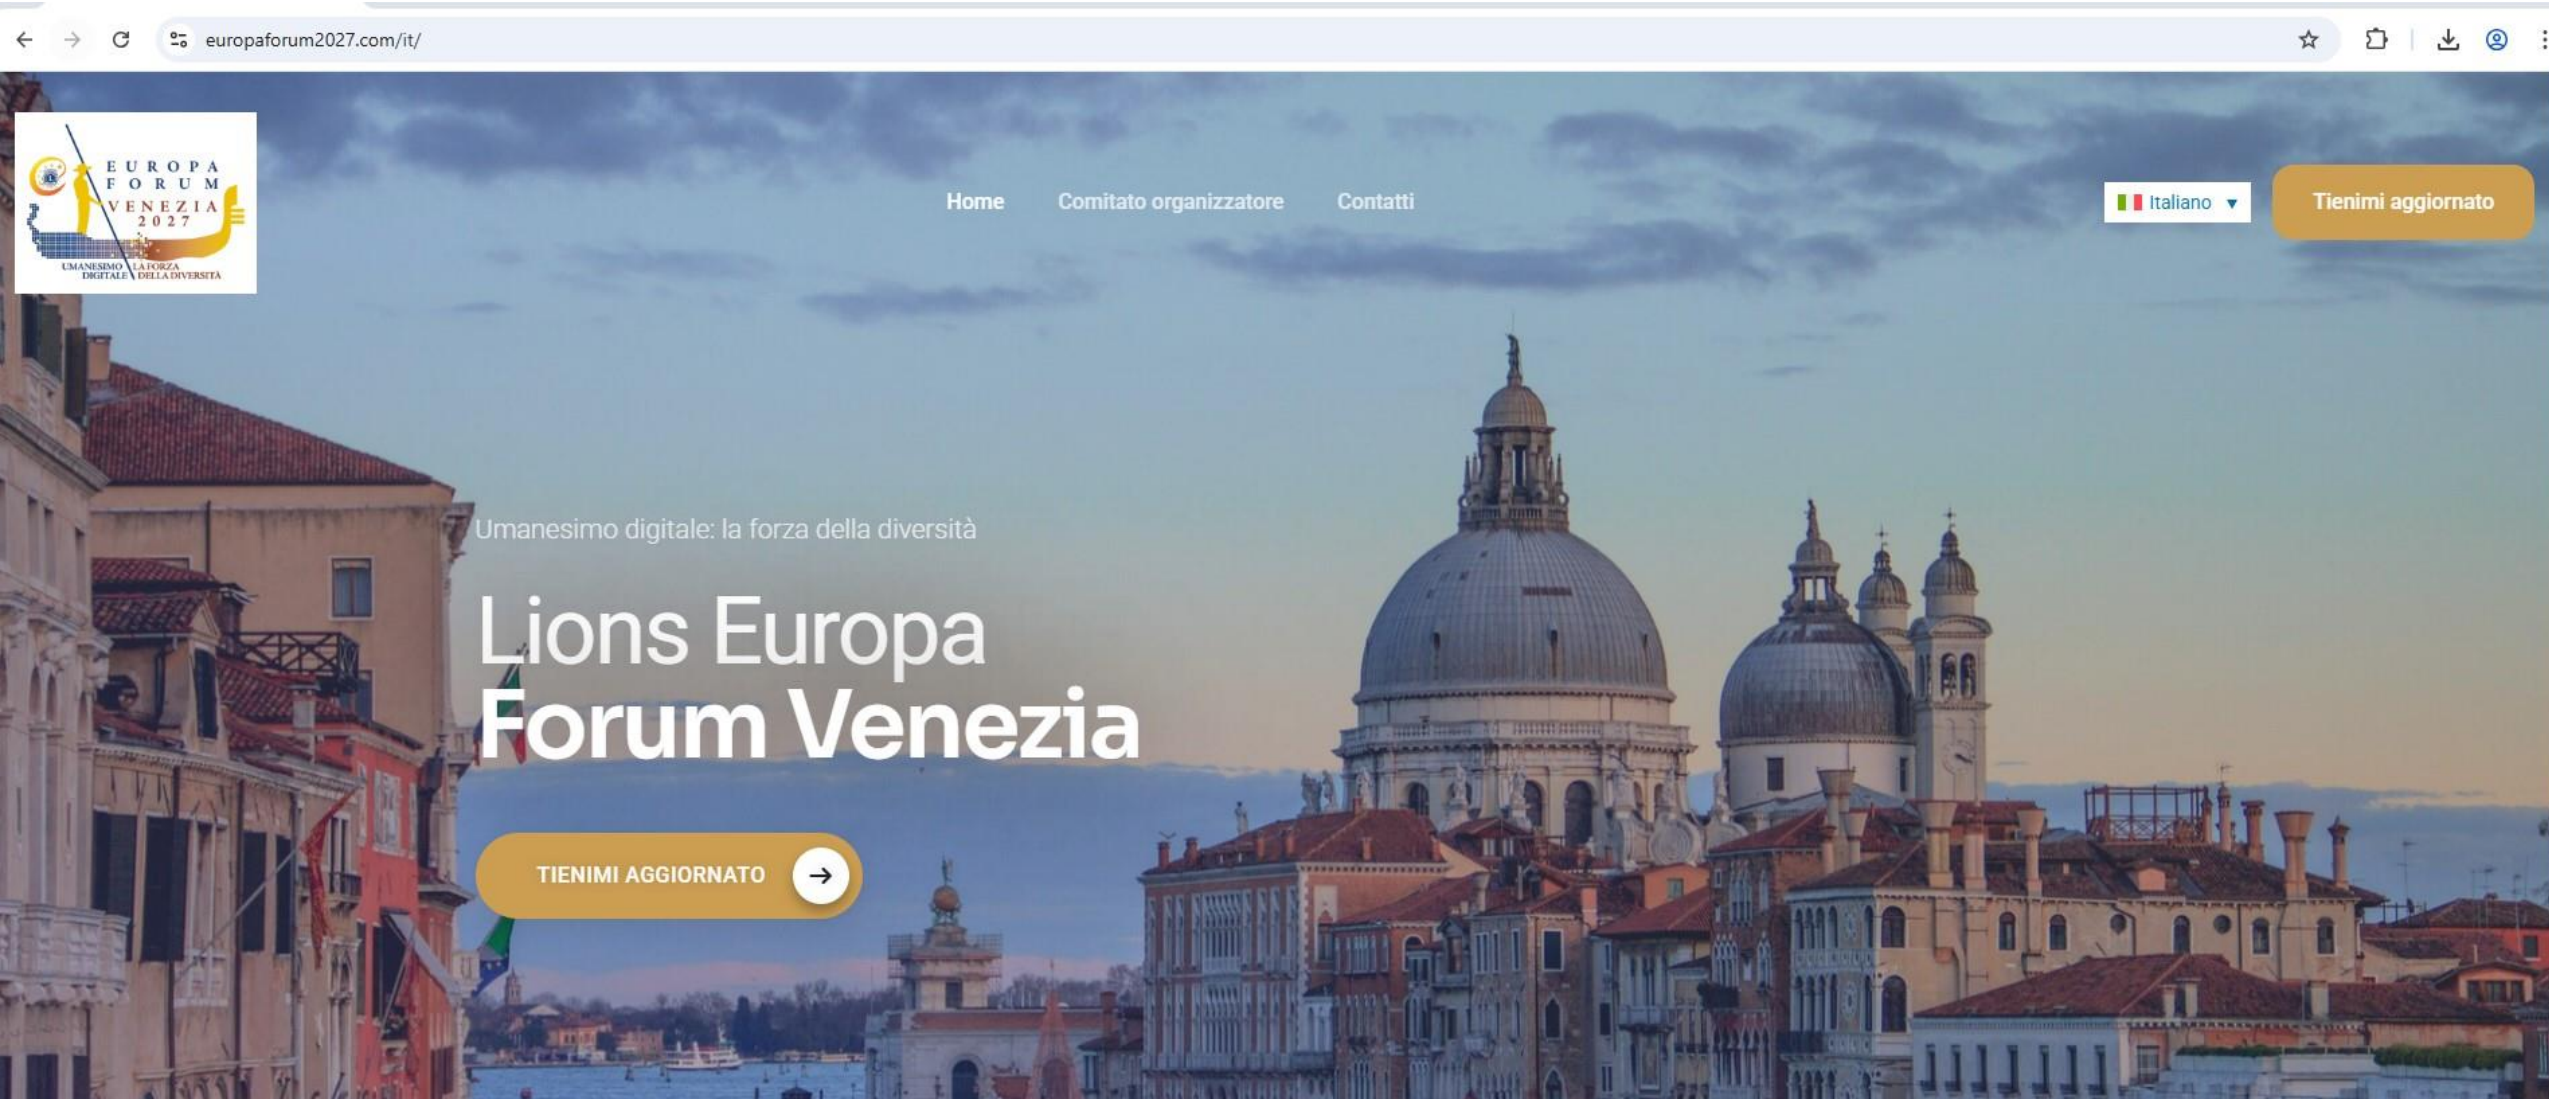 europaforum2027.com/it/
EUROPA
FORUM
VENEZIA
2027
UMANESIMO LA FORZA
DIGITALE DELLA DIVERSITÀ
Home Comitato organizzatore Contatti
Italiano ▼
Tienimi aggiornato
Umanesimo digitale: la forza della diversità
Lions Europa
Forum Venezia
TIENIMI AGGIORNATO →